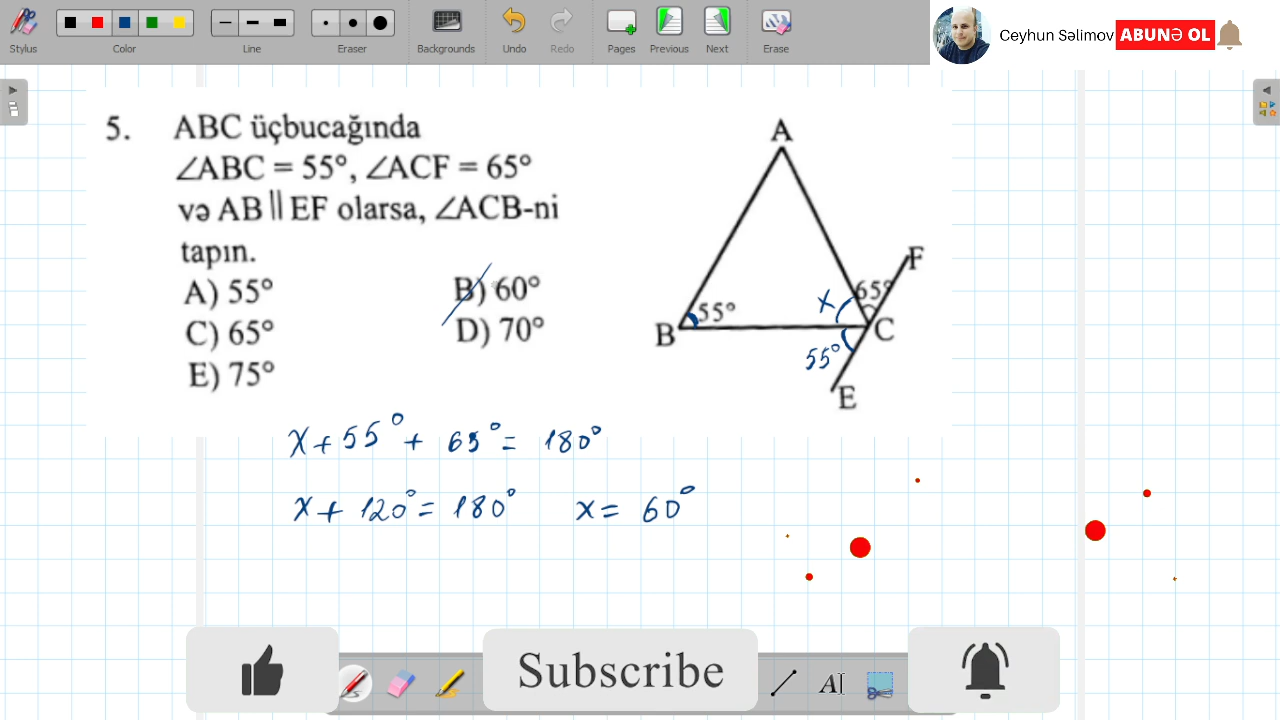 Stylus
Color
Line
Eraser
Backgrounds
Undo
Redo
Pages
Previous
Next
Erase
Ceyhun Səlimov
ABUNƏ OL
5. ABC üçbucağında
∠ABC = 55°, ∠ACF = 65°
və AB || EF olarsa, ∠ACB-ni
tapın.
A) 55° B) 60°
C) 65° D) 70°
E) 75°
A
F
65°
x
55°
B
C
55°
E
x + 55° + 65° = 180°
x + 120° = 180° x = 60°
Subscribe
A